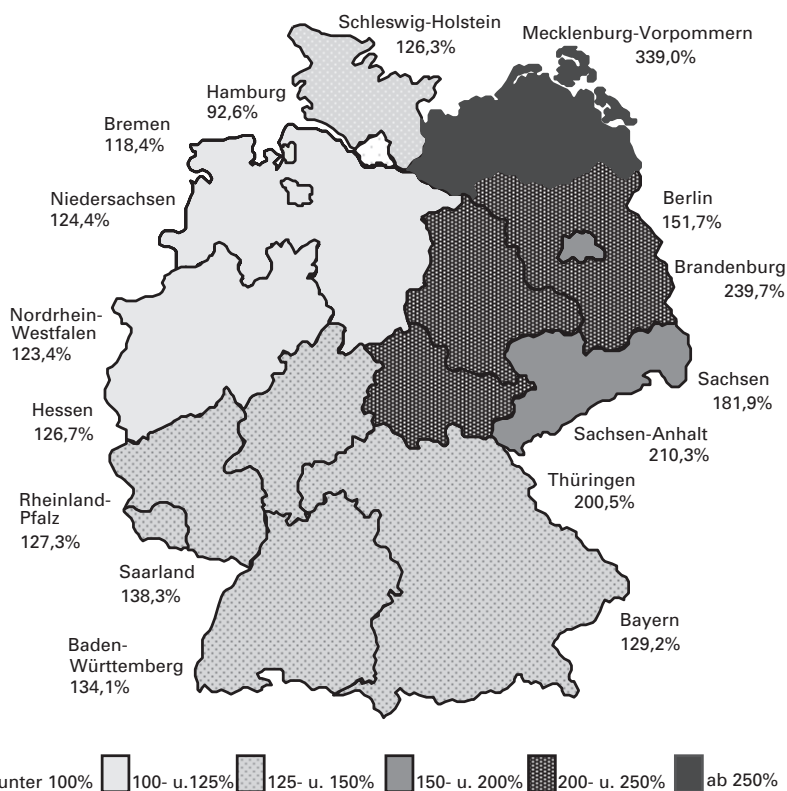 Schleswig-Holstein
126,3%
Mecklenburg-Vorpommern
339,0%
Hamburg
92,6%
Bremen
118,4%
Niedersachsen
124,4%
Berlin
151,7%
Brandenburg
239,7%
Nordrhein-
Westfalen
123,4%
Sachsen
181,9%
Hessen
126,7%
Sachsen-Anhalt
210,3%
Thüringen
200,5%
Rheinland-
Pfalz
127,3%
Saarland
138,3%
Bayern
129,2%
Baden-
Württemberg
134,1%
unter 100% 100- u.125% 125- u. 150% 150- u. 200% 200- u. 250% ab 250%